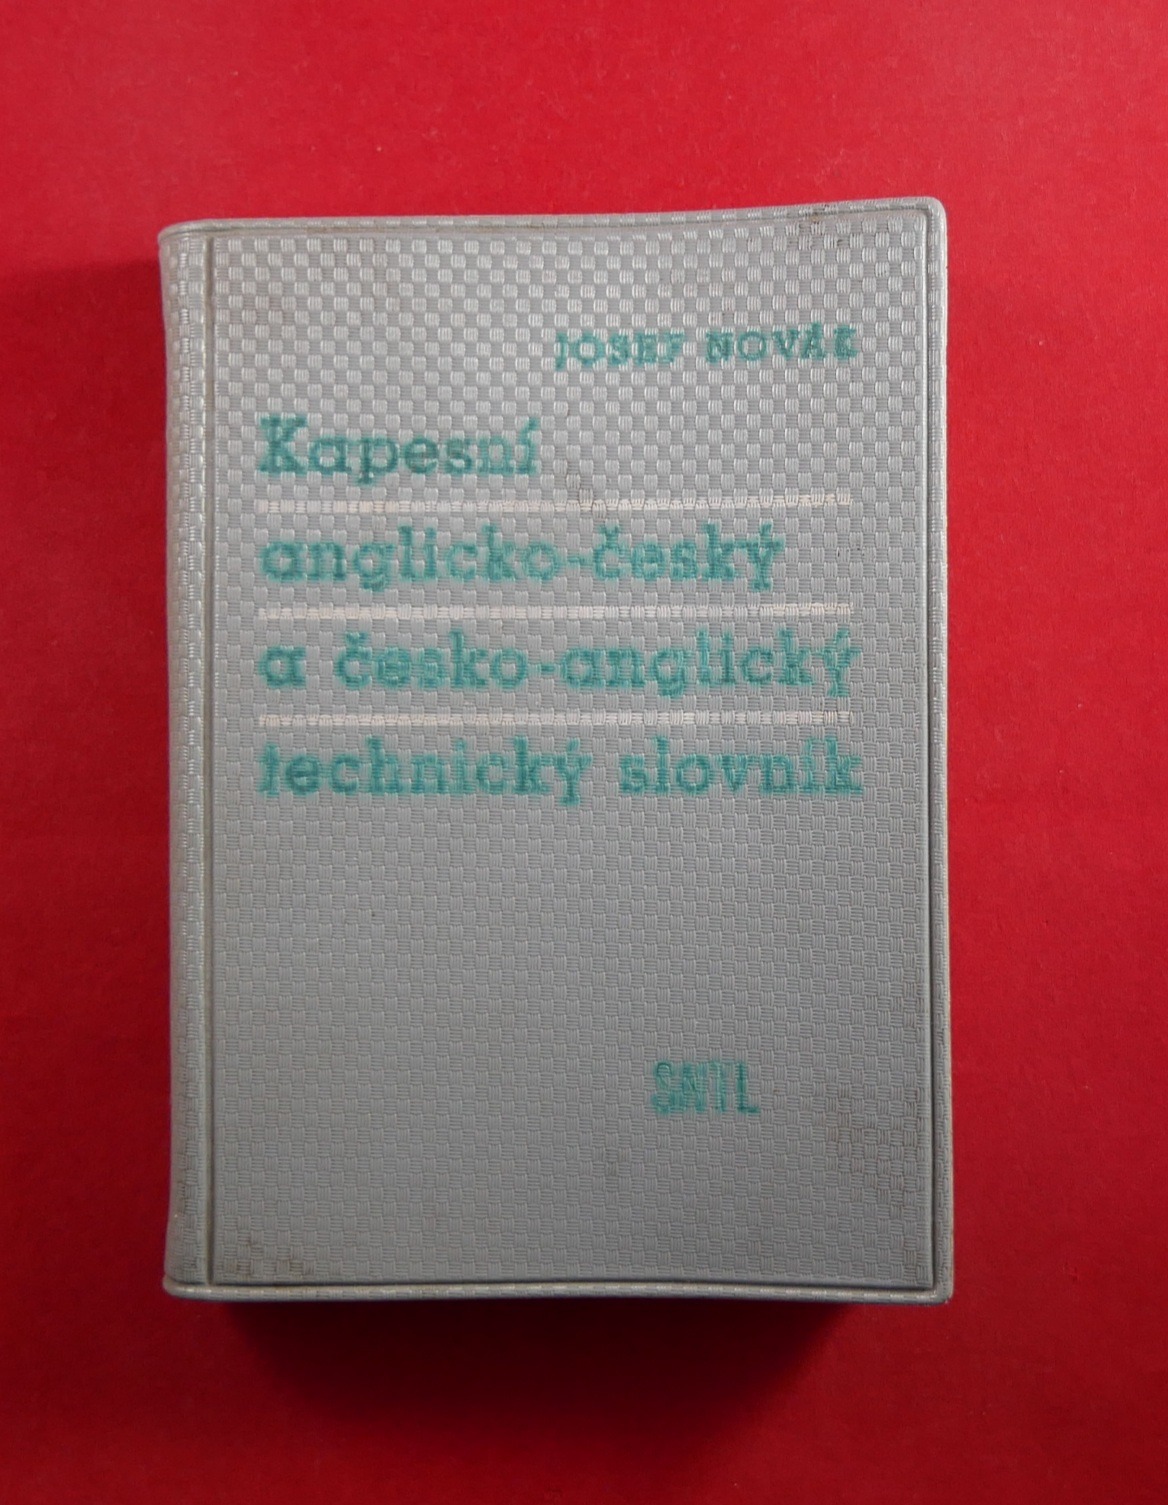 JOSEF NOVÁK
Kapesní
anglicko-český
a česko-anglický
technický slovník
SNTL